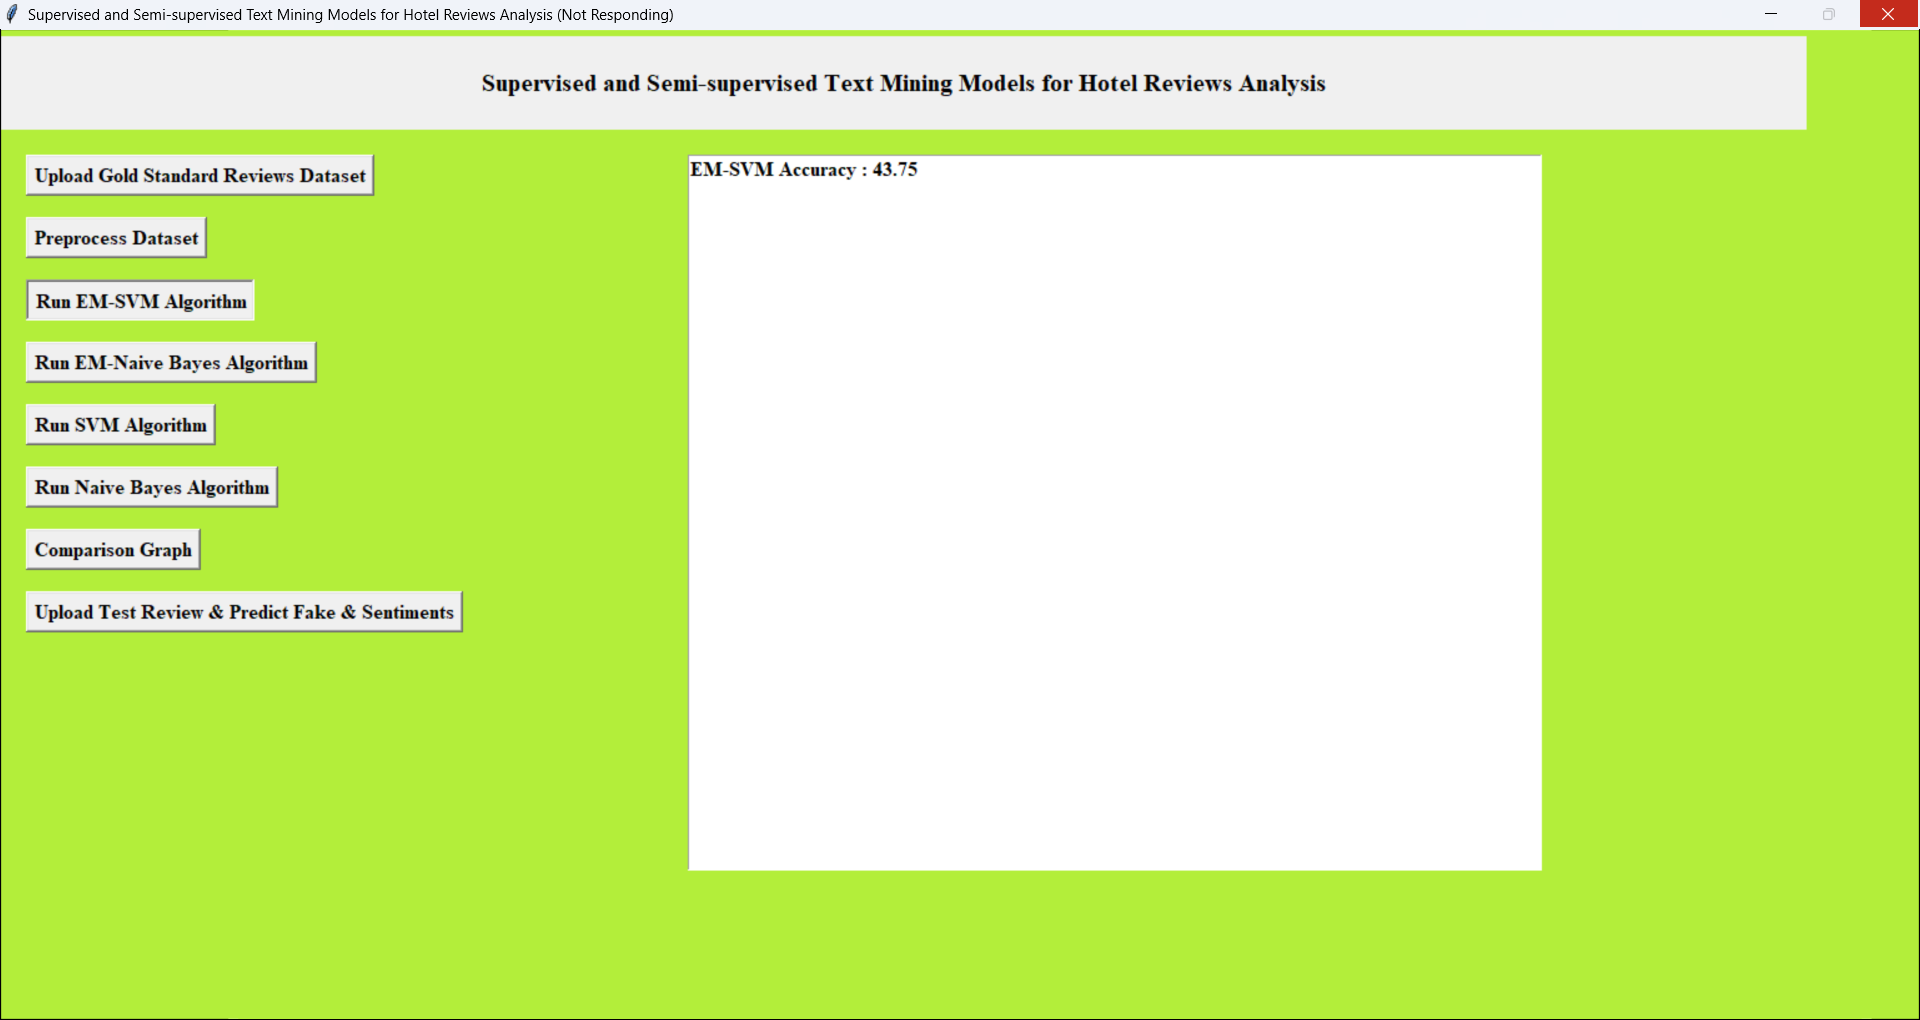 Supervised and Semi-supervised Text Mining Models for Hotel Reviews Analysis (Not Responding)
Supervised and Semi-supervised Text Mining Models for Hotel Reviews Analysis
Upload Gold Standard Reviews Dataset
EM-SVM Accuracy : 43.75
Preprocess Dataset
Run EM-SVM Algorithm
Run EM-Naive Bayes Algorithm
Run SVM Algorithm
Run Naive Bayes Algorithm
Comparison Graph
Upload Test Review & Predict Fake & Sentiments